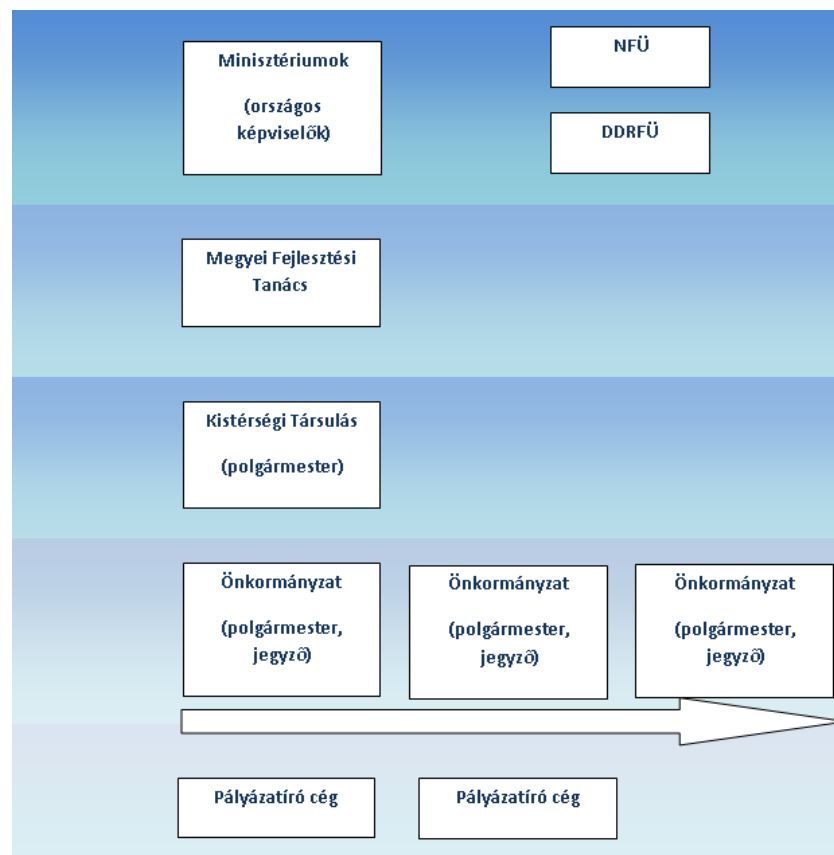 Minisztériumok
(országos
képviselők)
NFÜ
DDRFÜ
Megyei Fejlesztési
Tanács
Kistérségi Társulás
(polgármester)
Önkormányzat
(polgármester,
jegyző)
Önkormányzat
(polgármester,
jegyző)
Önkormányzat
(polgármester,
jegyző)
Pályázatíró cég
Pályázatíró cég